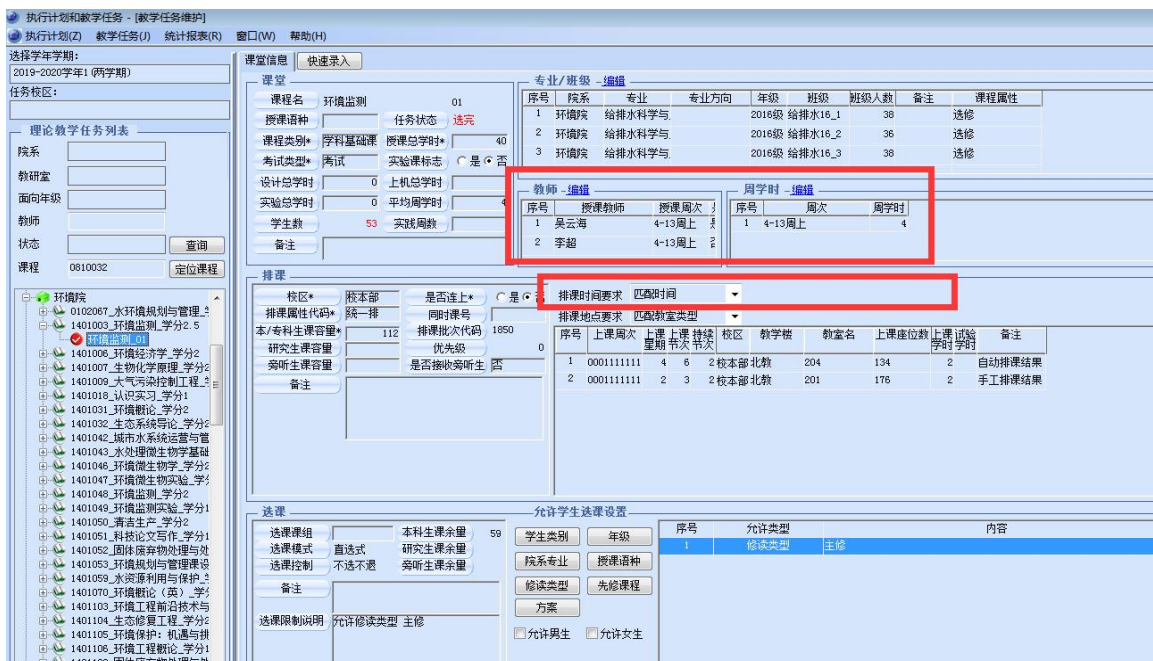 执行计划和教学任务 - [教学任务维护]
执行计划(Z) 教学任务(J) 统计报表(R) 窗口(W) 帮助(H)
选择学年学期:
2019-2020学年1 (两学期)
任务校区:
理论教学任务列表
院系
教研室
面向年级
教师
状态 查询
课程 0810032 定位课程
环境院
0102067_水环境规划与管理_
1401003_环境监测_学分2.5
环境监测_01
1401006_环境经济学_学分2
1401007_生物化学原理_学分2
1401009_大气污染控制工程_
1401018_认识实习_学分1
1401031_环境概论_学分2
1401032_生态系统导论_学分2
1401042_城市水系统运营与管
1401043_水处理微生物学基础
1401046_环境微生物学_学分2
1401047_环境微生物实验_学
1401048_环境监测_学分2
1401049_环境监测实验_学分1
1401050_清洁生产_学分2
1401051_科技论文写作_学分1
1401052_固体废弃物处理与处
1401053_环境规划与管理课设
1401059_水资源利用与保护_
1401070_环境概论(英)_学
1401103_环境工程前沿技术与
1401104_生态修复工程_学分2
1401105_环境保护:机遇与挑
1401106_环境工程概论_学分1
课堂信息 快速录入
课堂
课程名 环境监测 01
授课语种 任务状态 选完
课程类别* 学科基础课 授课总学时* 40
考试类型* 考试 实验课标志 是 否
设计总学时 0 上机总学时
实验总学时 0 平均周学时 4
学生数 53 实践周数
备注
专业/班级 - 编辑
序号 院系 专业 专业方向 年级 班级 班级人数 备注 课程属性
1 环境院 给排水科学与. 2016级 给排水16_1 38 选修
2 环境院 给排水科学与. 2016级 给排水16_2 36 选修
3 环境院 给排水科学与. 2016级 给排水16_3 38 选修
教师 - 编辑
序号 授课教师 授课周次
1 吴云海 4-13周上
2 李超 4-13周上
周学时 - 编辑
序号 周次 周学时
1 4-13周上 4
排课
校区* 校本部 是否连上* 是 否
排课属性代码* 统一排 同时课号
本/专科生课容量* 112 排课批次代码 1850
研究生课容量 优先级 0
旁听生课容量 是否接收旁听生 否
备注
排课时间要求 匹配时间
排课地点要求 匹配教室类型
序号 上课周次 上课星期 上课节次 持续节次 校区 教学楼 教室名 上课座位数 上课学时 试验学时 备注
1 0001111111 4 6 2 校本部 北教 204 134 2 自动排课结果
2 0001111111 2 3 2 校本部 北教 201 176 2 手工排课结果
选课
选课课组 本科生课余量 59
选课模式 直选式 研究生课余量
选课控制 不选不退 旁听生课余量
备注
选课限制说明 允许修读类型 主修
允许学生选课设置
学生类别 年级
院系专业 授课语种
修读类型 先修课程
方案
允许男生 允许女生
序号 允许类型 内容
1 修读类型 主修